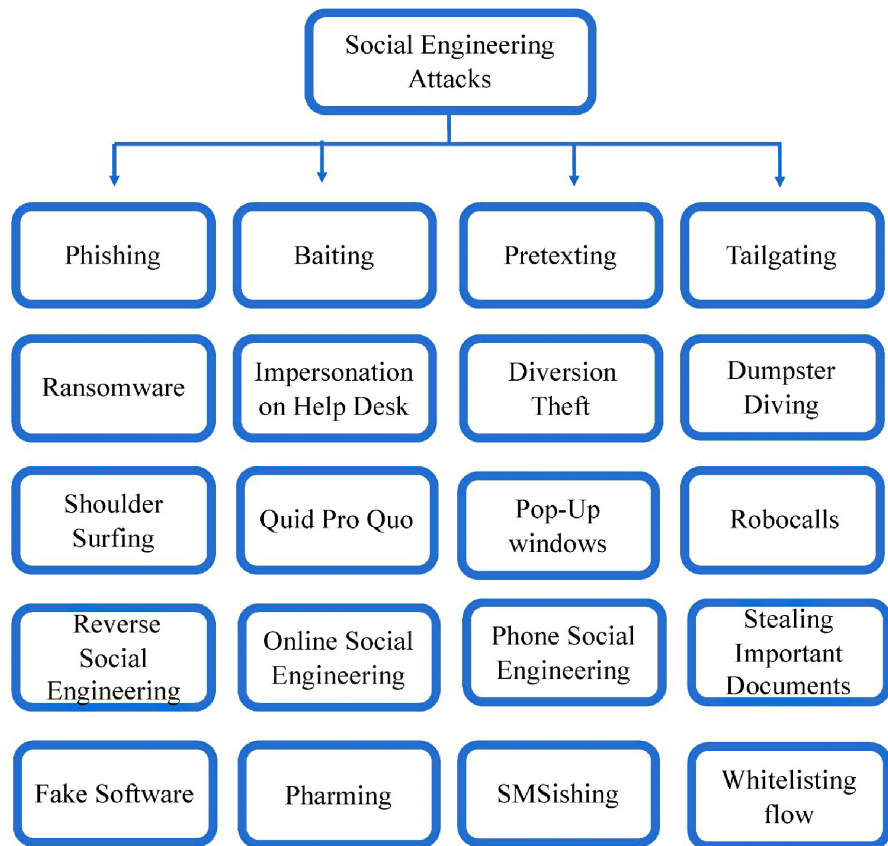 Social Engineering
Attacks
Phishing
Baiting
Pretexting
Tailgating
Ransomware
Impersonation
on Help Desk
Diversion
Theft
Dumpster
Diving
Shoulder
Surfing
Quid Pro Quo
Pop-Up
windows
Robocalls
Reverse
Social
Engineering
Online Social
Engineering
Phone Social
Engineering
Stealing
Important
Documents
Fake Software
Pharming
SMSishing
Whitelisting
flow